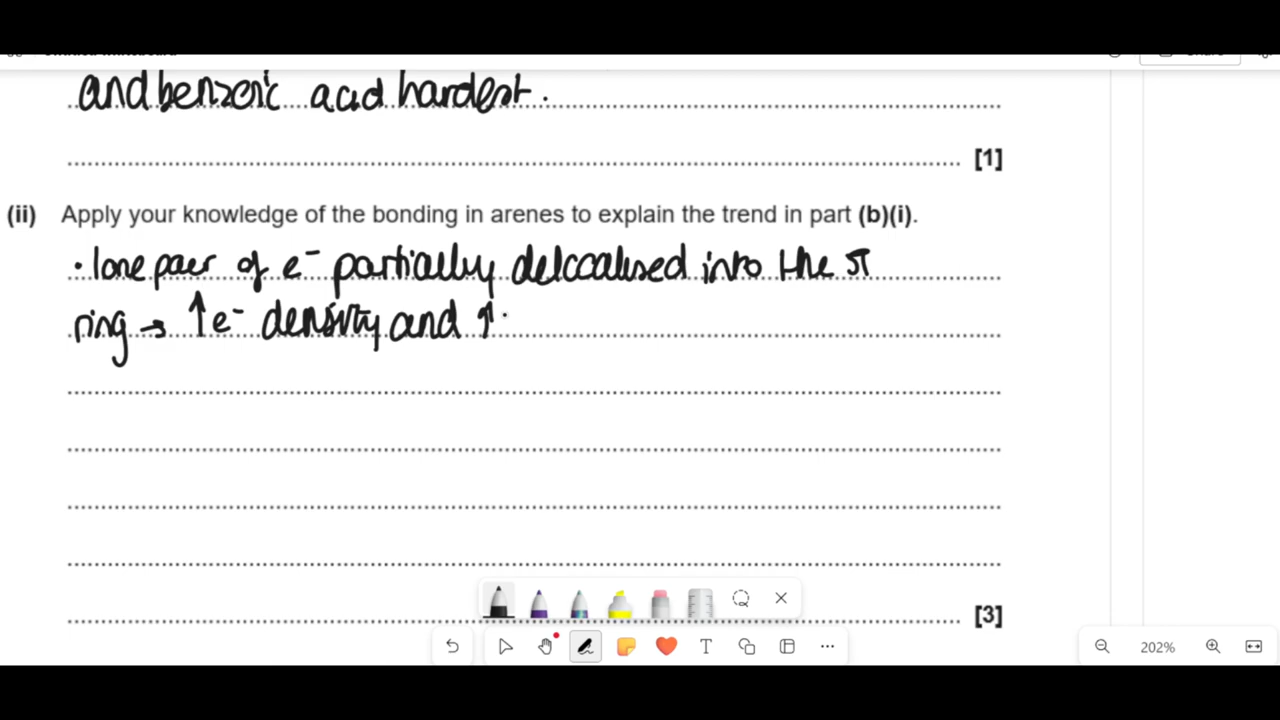 and benzoic acid hardest.
[1]
(ii) Apply your knowledge of the bonding in arenes to explain the trend in part (b)(i).
• lone pair of e⁻ partially delocalised into the π
ring → ↑e⁻ density and ↑
[3]
202%